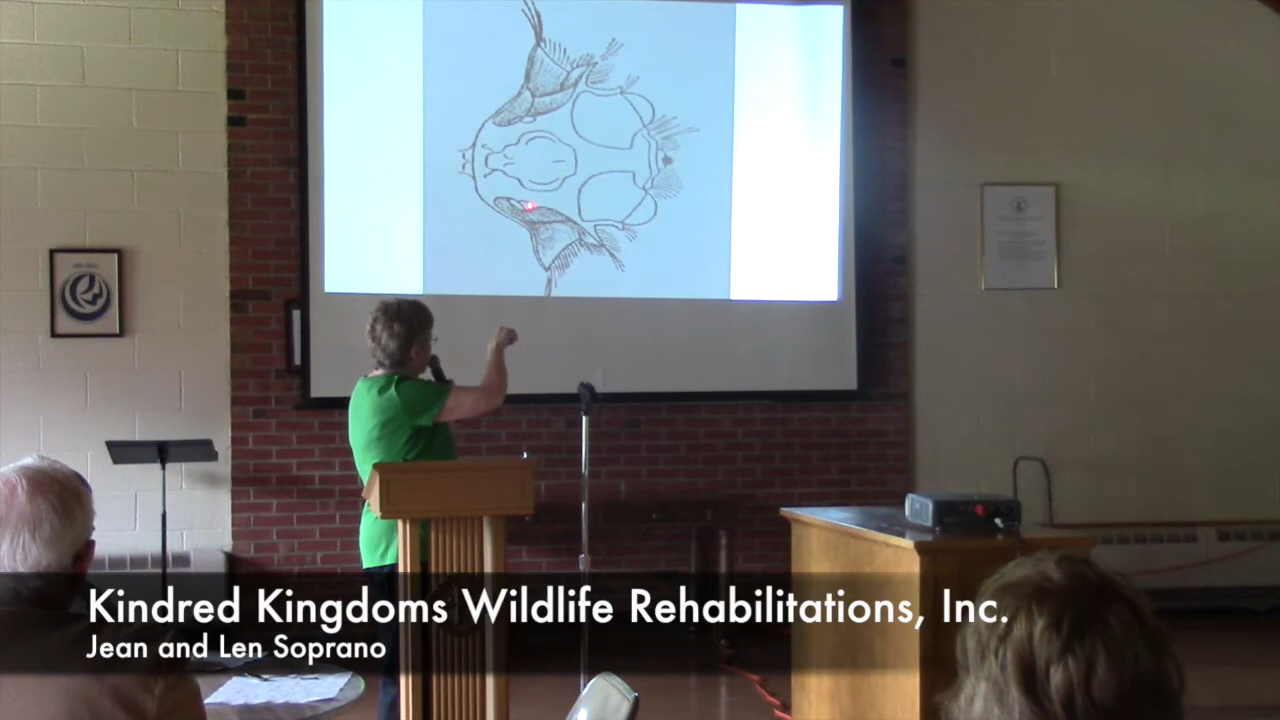 Kindred Kingdoms Wildlife Rehabilitations, Inc.
Jean and Len Soprano